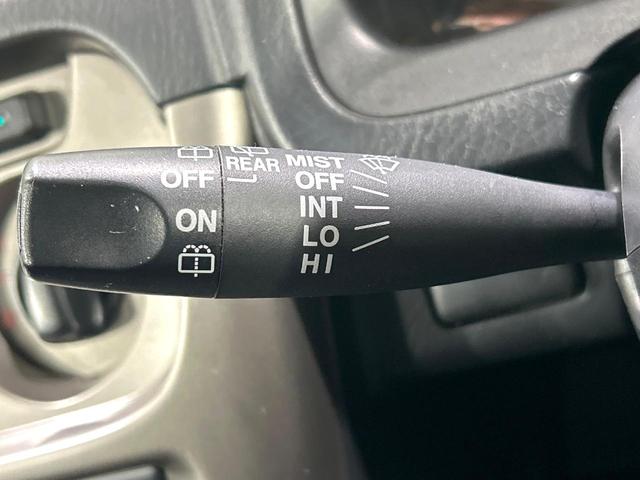 OFF
ON
REAR
MIST
OFF
INT
LO
HI